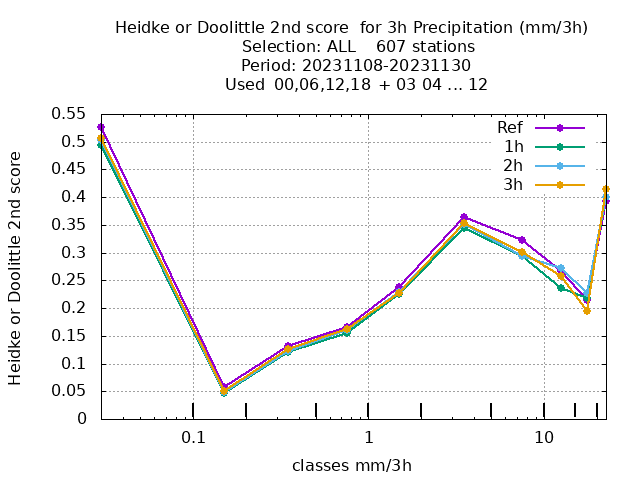 Heidke or Doolittle 2nd score  for 3h Precipitation (mm/3h)
Selection: ALL    607 stations
Period: 20231108-20231130
Used  00,06,12,18  + 03 04 ... 12
Ref
1h
2h
3h
Heidke or Doolittle 2nd score
0.55
0.5
0.45
0.4
0.35
0.3
0.25
0.2
0.15
0.1
0.05
0
0.1 1 10
classes mm/3h